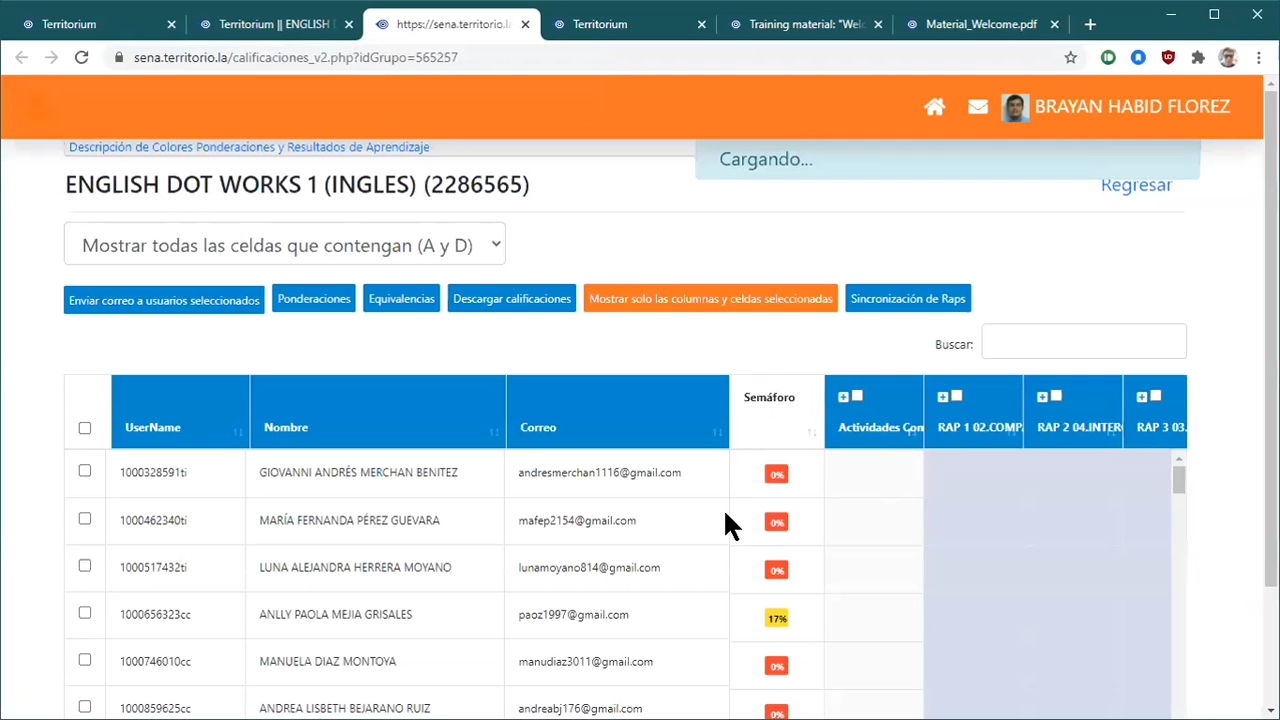 Territorium
Territorium || ENGLISH
https://sena.territorio.la/
Territorium
Training material: "Welc
Material_Welcome.pdf
sena.territorio.la/calificaciones_v2.php?idGrupo=565257
BRAYAN HABID FLOREZ
Descripción de Colores Ponderaciones y Resultados de Aprendizaje
Cargando...
ENGLISH DOT WORKS 1 (INGLES) (2286565)
Regresar
Mostrar todas las celdas que contengan (A y D)
Enviar correo a usuarios seleccionados
Ponderaciones
Equivalencias
Descargar calificaciones
Mostrar solo las columnas y celdas seleccionadas
Sincronización de Raps
Buscar:
UserName Nombre Correo Semáforo Actividades Com RAP 1 02.COMP RAP 2 04.INTER RAP 3 03.
1000328591ti GIOVANNI ANDRÉS MERCHAN BENITEZ andresmerchan1116@gmail.com 0%
1000462340ti MARÍA FERNANDA PÉREZ GUEVARA mafep2154@gmail.com 0%
1000517432ti LUNA ALEJANDRA HERRERA MOYANO lunamoyano814@gmail.com 0%
1000656323cc ANLLY PAOLA MEJIA GRISALES paoz1997@gmail.com 17%
1000746010cc MANUELA DIAZ MONTOYA manudiaz3011@gmail.com 0%
1000859625cc ANDREA LISBETH BEJARANO RUIZ andreabj176@gmail.com 0%